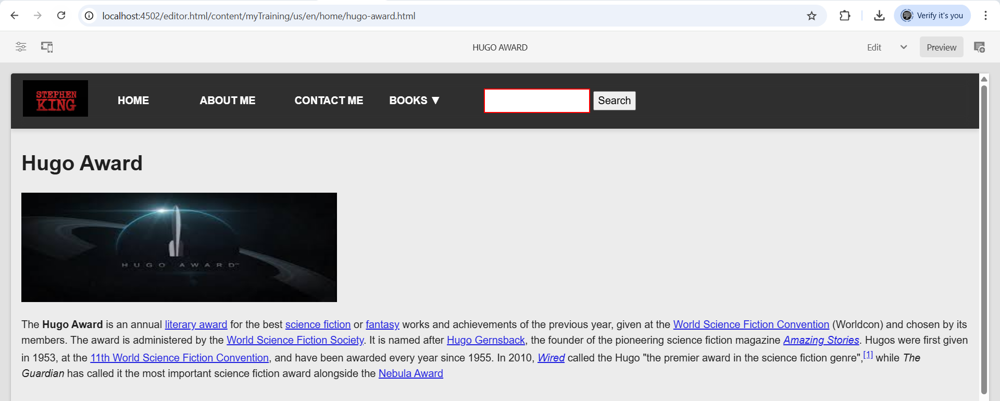 localhost:4502/editor.html/content/myTraining/us/en/home/hugo-award.html
Verify it's you
HUGO AWARD
Edit
Preview
STEPHEN
KING
HOME
ABOUT ME
CONTACT ME
BOOKS ▼
Search
Hugo Award
HUGO AWARD™
The Hugo Award is an annual literary award for the best science fiction or fantasy works and achievements of the previous year, given at the World Science Fiction Convention (Worldcon) and chosen by its
members. The award is administered by the World Science Fiction Society. It is named after Hugo Gernsback, the founder of the pioneering science fiction magazine Amazing Stories. Hugos were first given
in 1953, at the 11th World Science Fiction Convention, and have been awarded every year since 1955. In 2010, Wired called the Hugo "the premier award in the science fiction genre",[1] while The
Guardian has called it the most important science fiction award alongside the Nebula Award